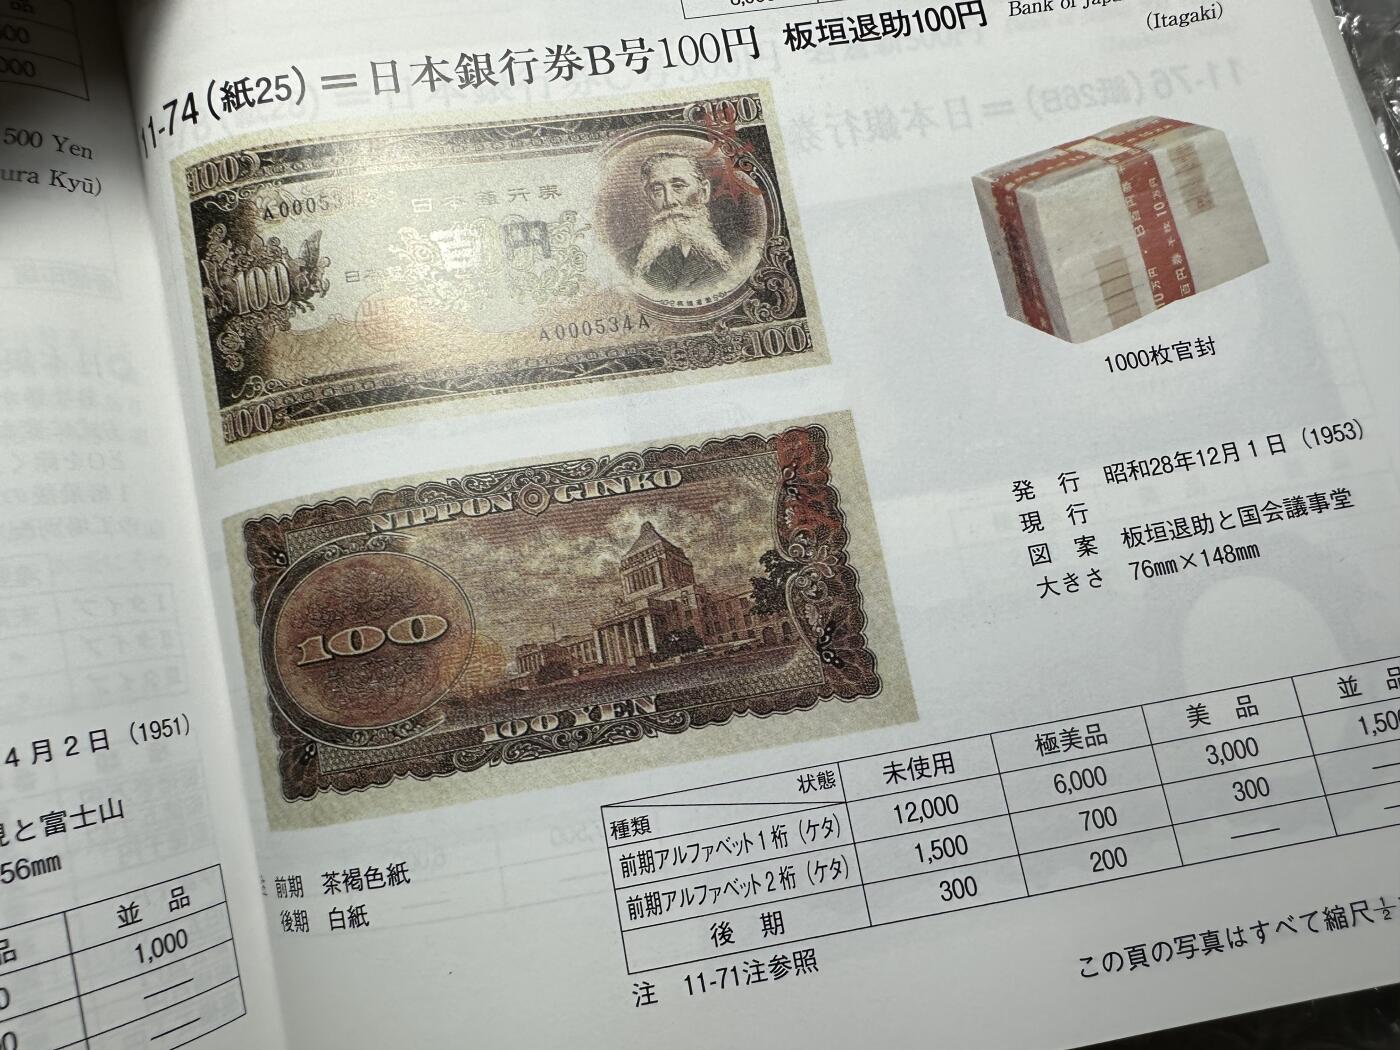 500 Yen
ura Kyū)
4月2日（1951）
見と富士山
56mm
並　品
1,000
11-74（紙25）＝日本銀行券B号100円　板垣退助100円
(Itagaki)
100
A000534A
日　銀行券
百円
100
A000534A
100
100
1000枚官封
NIPPON GINKO
100
100 YEN
発　行　昭和28年12月1日（1953）
現　行
図　案　板垣退助と国会議事堂
大きさ　76mm×148mm
前期　茶褐色紙
後期　白紙
状態　未使用　極美品　美　品　並　品
種類
前期アルファベット1桁（ケタ）　12,000　6,000　3,000　1,500
前期アルファベット2桁（ケタ）　1,500　700　300　——
後　期　300　200　——
注　11-71注参照
この頁の写真はすべて縮尺½